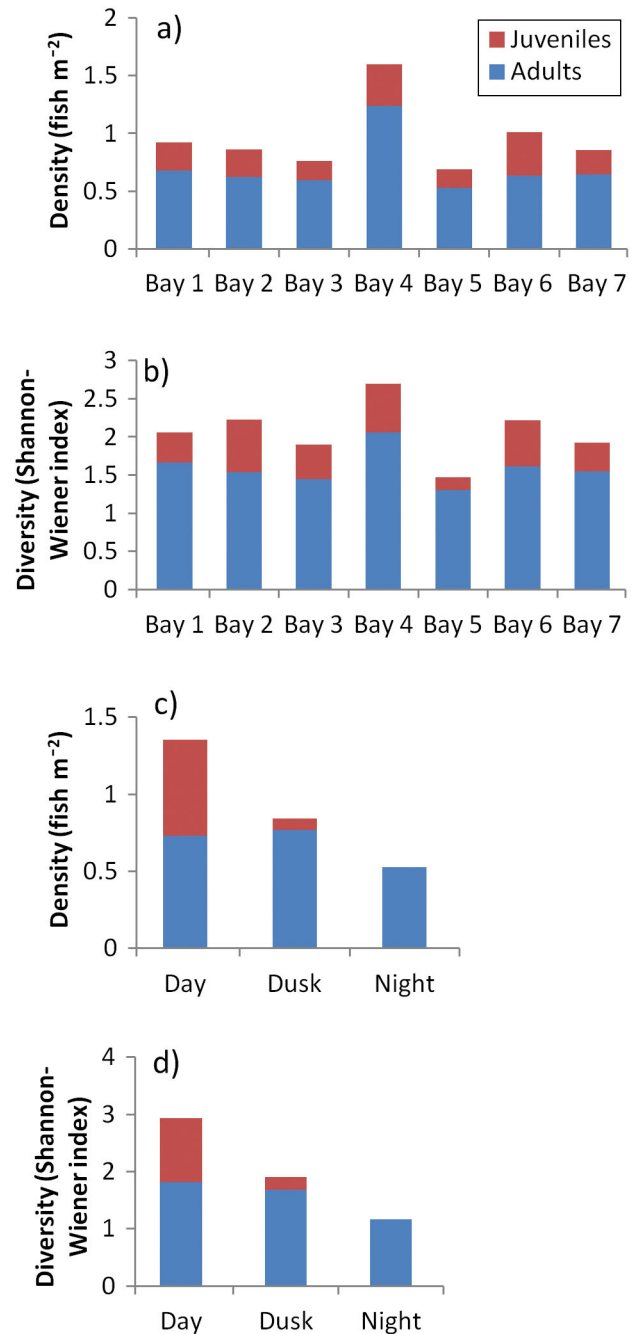 a)
Juveniles
Adults
Density (fish m⁻²)
2
1.5
1
0.5
0
Bay 1 Bay 2 Bay 3 Bay 4 Bay 5 Bay 6 Bay 7
b)
Diversity (Shannon-
Wiener index)
3
2.5
2
1.5
1
0.5
0
Bay 1 Bay 2 Bay 3 Bay 4 Bay 5 Bay 6 Bay 7
c)
Density (fish m⁻²)
1.5
1
0.5
0
Day Dusk Night
d)
Diversity (Shannon-
Wiener index)
4
3
2
1
0
Day Dusk Night